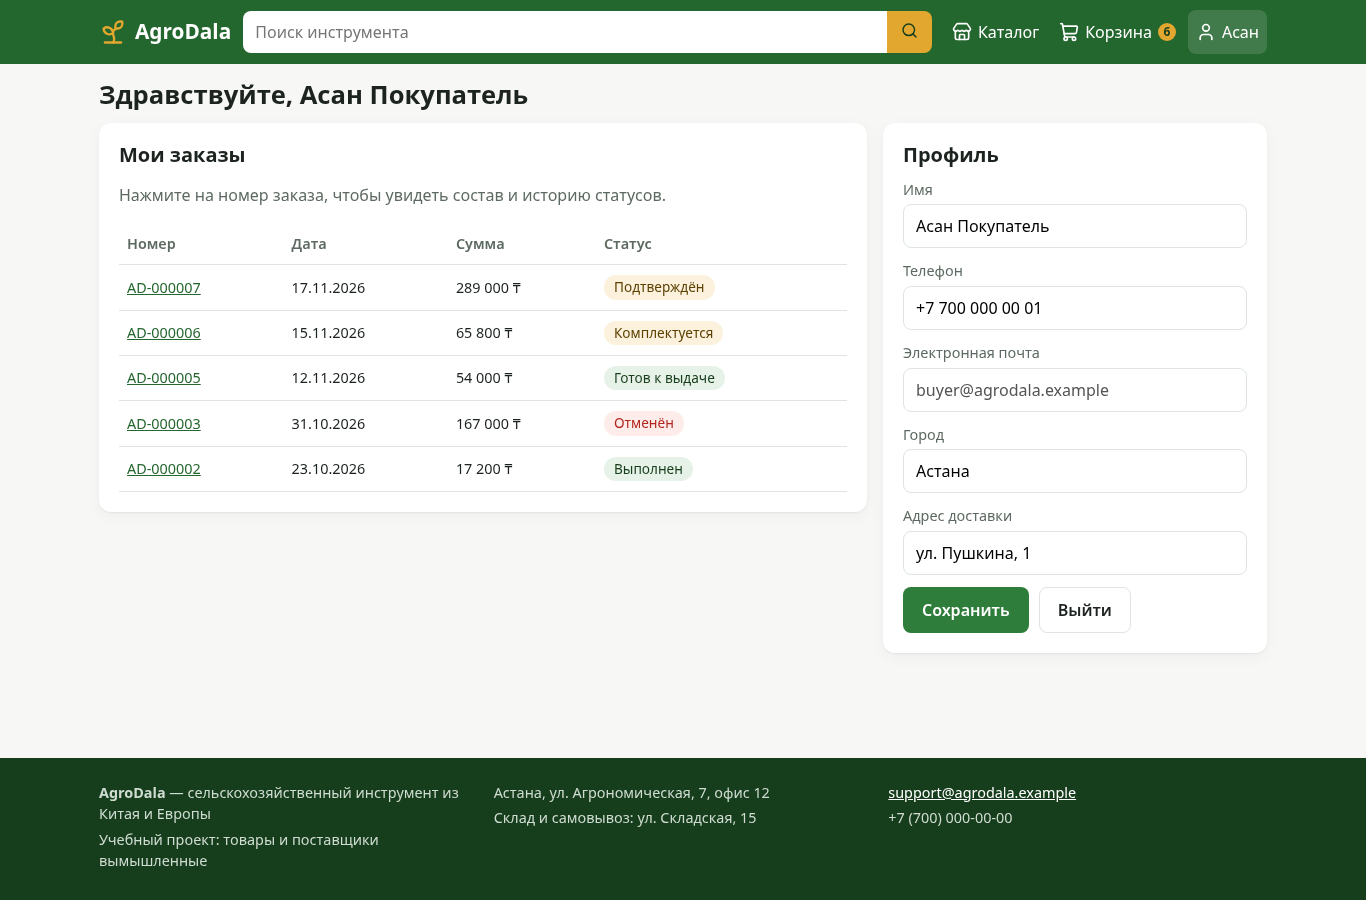 AgroDala
Поиск инструмента
Каталог
Корзина 6
Асан
Здравствуйте, Асан Покупатель
Мои заказы
Нажмите на номер заказа, чтобы увидеть состав и историю статусов.
Номер Дата Сумма Статус
AD-000007 17.11.2026 289 000 ₸ Подтверждён
AD-000006 15.11.2026 65 800 ₸ Комплектуется
AD-000005 12.11.2026 54 000 ₸ Готов к выдаче
AD-000003 31.10.2026 167 000 ₸ Отменён
AD-000002 23.10.2026 17 200 ₸ Выполнен
Профиль
Имя
Асан Покупатель
Телефон
+7 700 000 00 01
Электронная почта
buyer@agrodala.example
Город
Астана
Адрес доставки
ул. Пушкина, 1
Сохранить Выйти
AgroDala — сельскохозяйственный инструмент из
Китая и Европы
Учебный проект: товары и поставщики
вымышленные
Астана, ул. Агрономическая, 7, офис 12
Склад и самовывоз: ул. Складская, 15
support@agrodala.example
+7 (700) 000-00-00